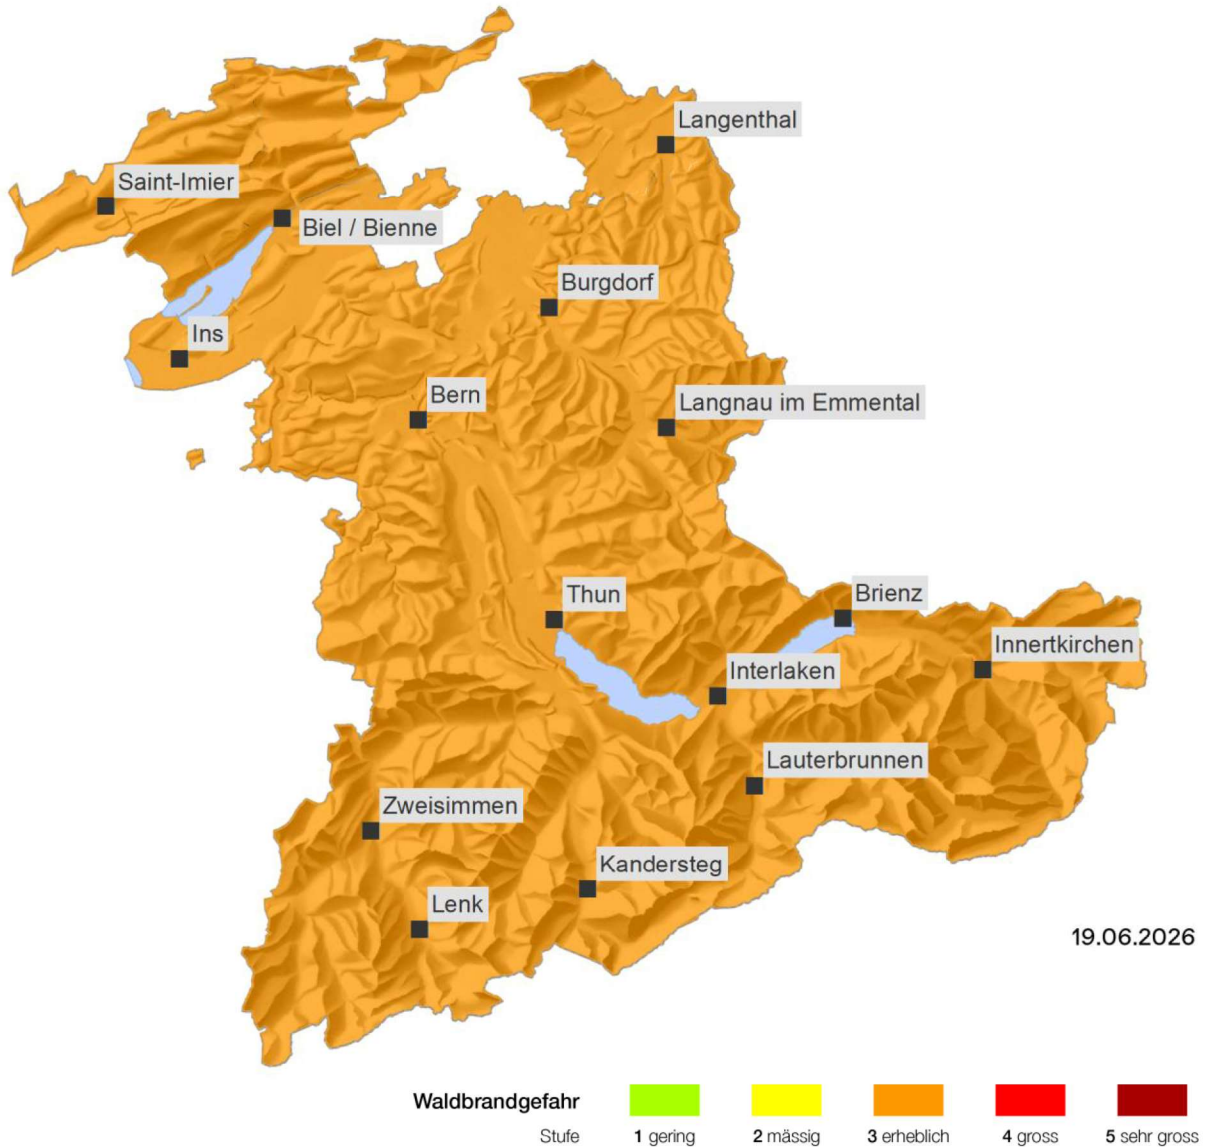 Langenthal
Saint-Imier
Biel / Bienne
Burgdorf
Ins
Bern
Langnau im Emmental
Thun
Brienz
Innertkirchen
Interlaken
Lauterbrunnen
Zweisimmen
Kandersteg
Lenk
19.06.2026
Waldbrandgefahr
Stufe 1 gering 2 mässig 3 erheblich 4 gross 5 sehr gross